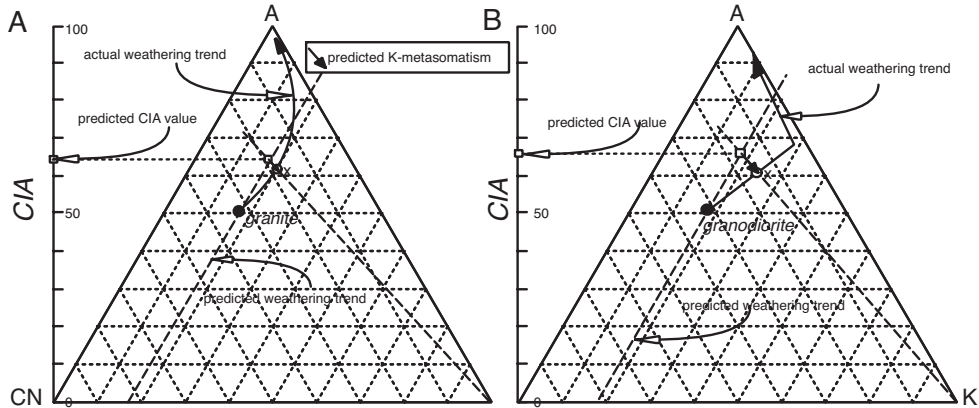 A
A
100
actual weathering trend
predicted K-metasomatism
predicted CIA value
CIA
x
50
granite
predicted weathering trend
CN
0
B
A
100
actual weathering trend
predicted CIA value
CIA
x
50
granodiorite
predicted weathering trend
0
K